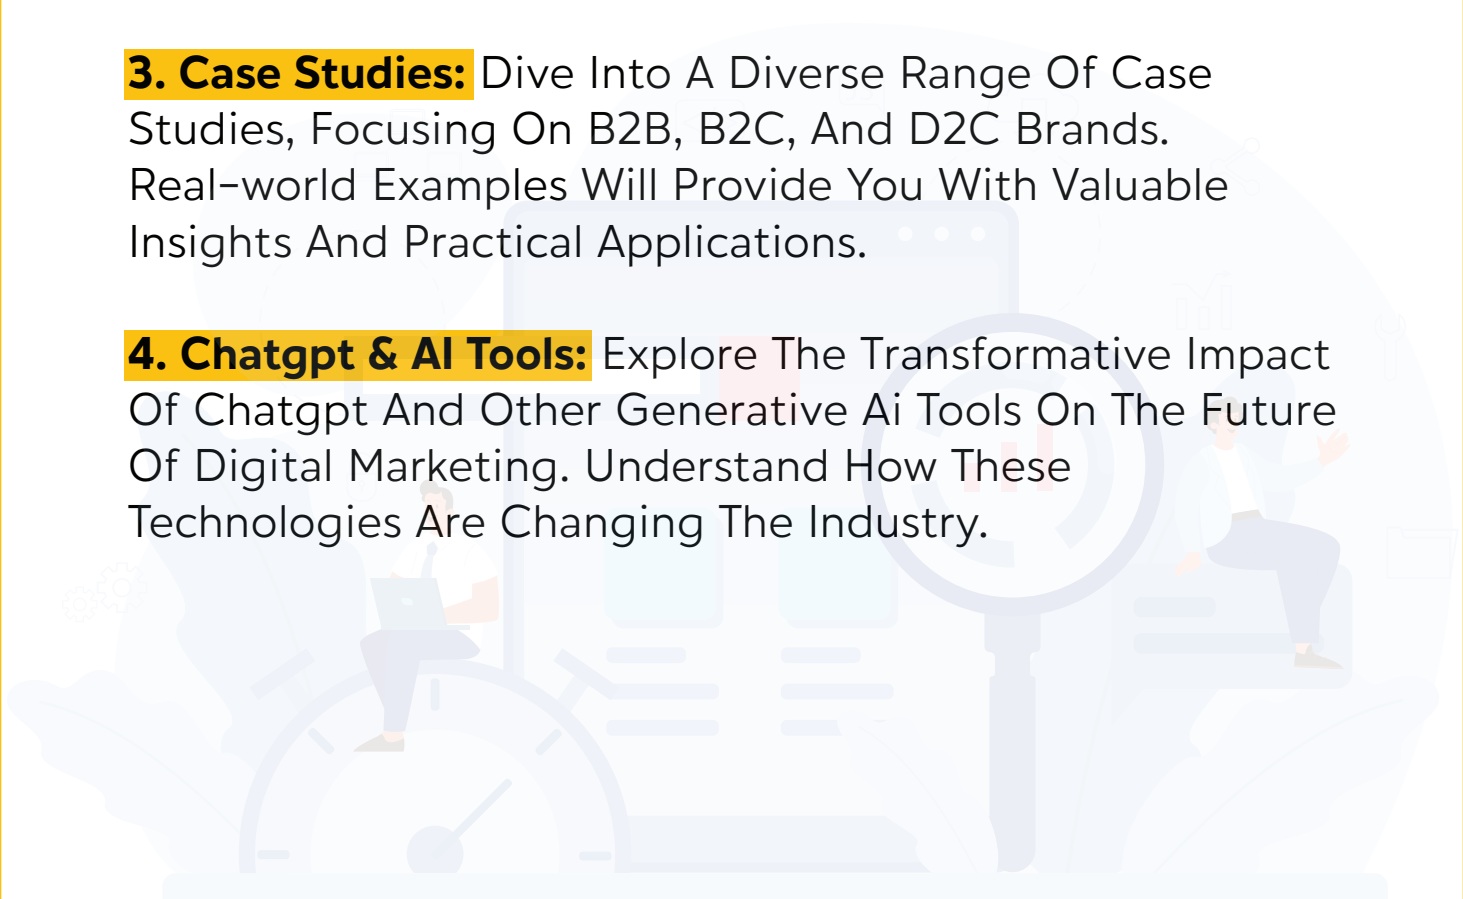 3. Case Studies: Dive Into A Diverse Range Of Case
Studies, Focusing On B2B, B2C, And D2C Brands.
Real-world Examples Will Provide You With Valuable
Insights And Practical Applications.
4. Chatgpt & AI Tools: Explore The Transformative Impact
Of Chatgpt And Other Generative Ai Tools On The Future
Of Digital Marketing. Understand How These
Technologies Are Changing The Industry.